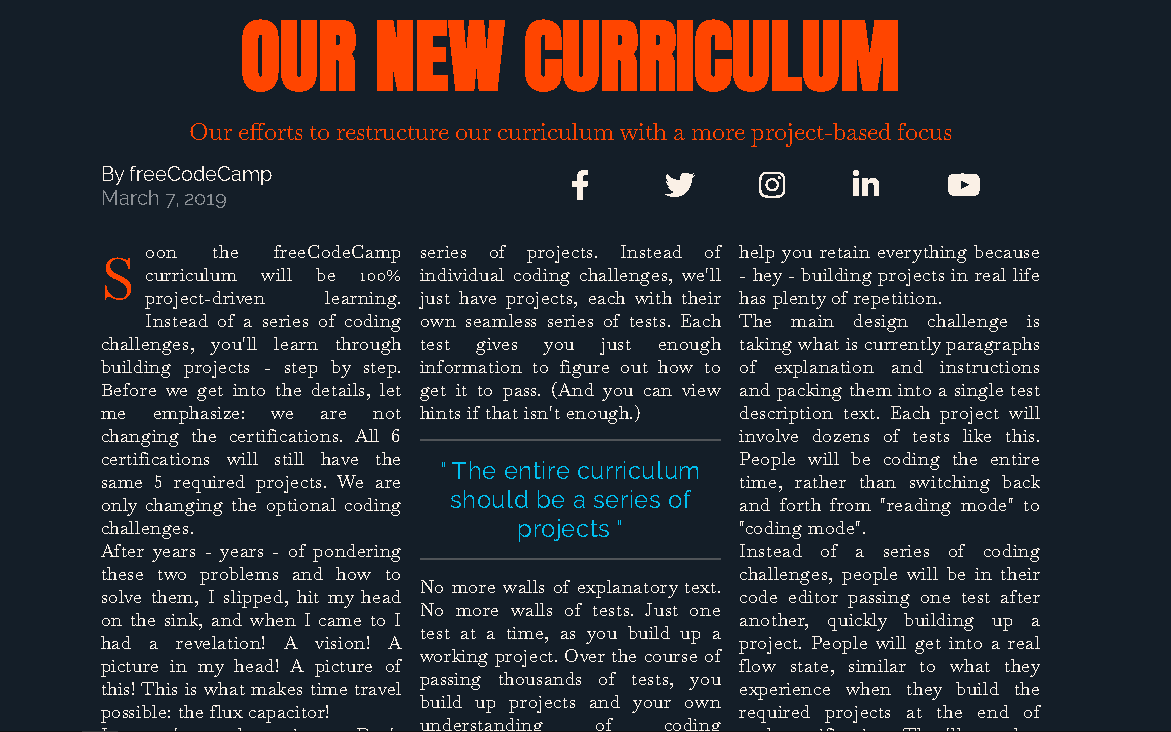 OUR NEW CURRICULUM
Our efforts to restructure our curriculum with a more project-based focus
By freeCodeCamp
March 7, 2019
Soon the freeCodeCamp
curriculum will be 100%
project-driven learning.
Instead of a series of coding
challenges, you'll learn through
building projects - step by step.
Before we get into the details, let
me emphasize: we are not
changing the certifications. All 6
certifications will still have the
same 5 required projects. We are
only changing the optional coding
challenges.
After years - years - of pondering
these two problems and how to
solve them, I slipped, hit my head
on the sink, and when I came to I
had a revelation! A vision! A
picture in my head! A picture of
this! This is what makes time travel
possible: the flux capacitor!
series of projects. Instead of
individual coding challenges, we'll
just have projects, each with their
own seamless series of tests. Each
test gives you just enough
information to figure out how to
get it to pass. (And you can view
hints if that isn't enough.)
" The entire curriculum
should be a series of
projects "
No more walls of explanatory text.
No more walls of tests. Just one
test at a time, as you build up a
working project. Over the course of
passing thousands of tests, you
build up projects and your own
understanding of coding
help you retain everything because
- hey - building projects in real life
has plenty of repetition.
The main design challenge is
taking what is currently paragraphs
of explanation and instructions
and packing them into a single test
description text. Each project will
involve dozens of tests like this.
People will be coding the entire
time, rather than switching back
and forth from "reading mode" to
"coding mode".
Instead of a series of coding
challenges, people will be in their
code editor passing one test after
another, quickly building up a
project. People will get into a real
flow state, similar to what they
experience when they build the
required projects at the end of